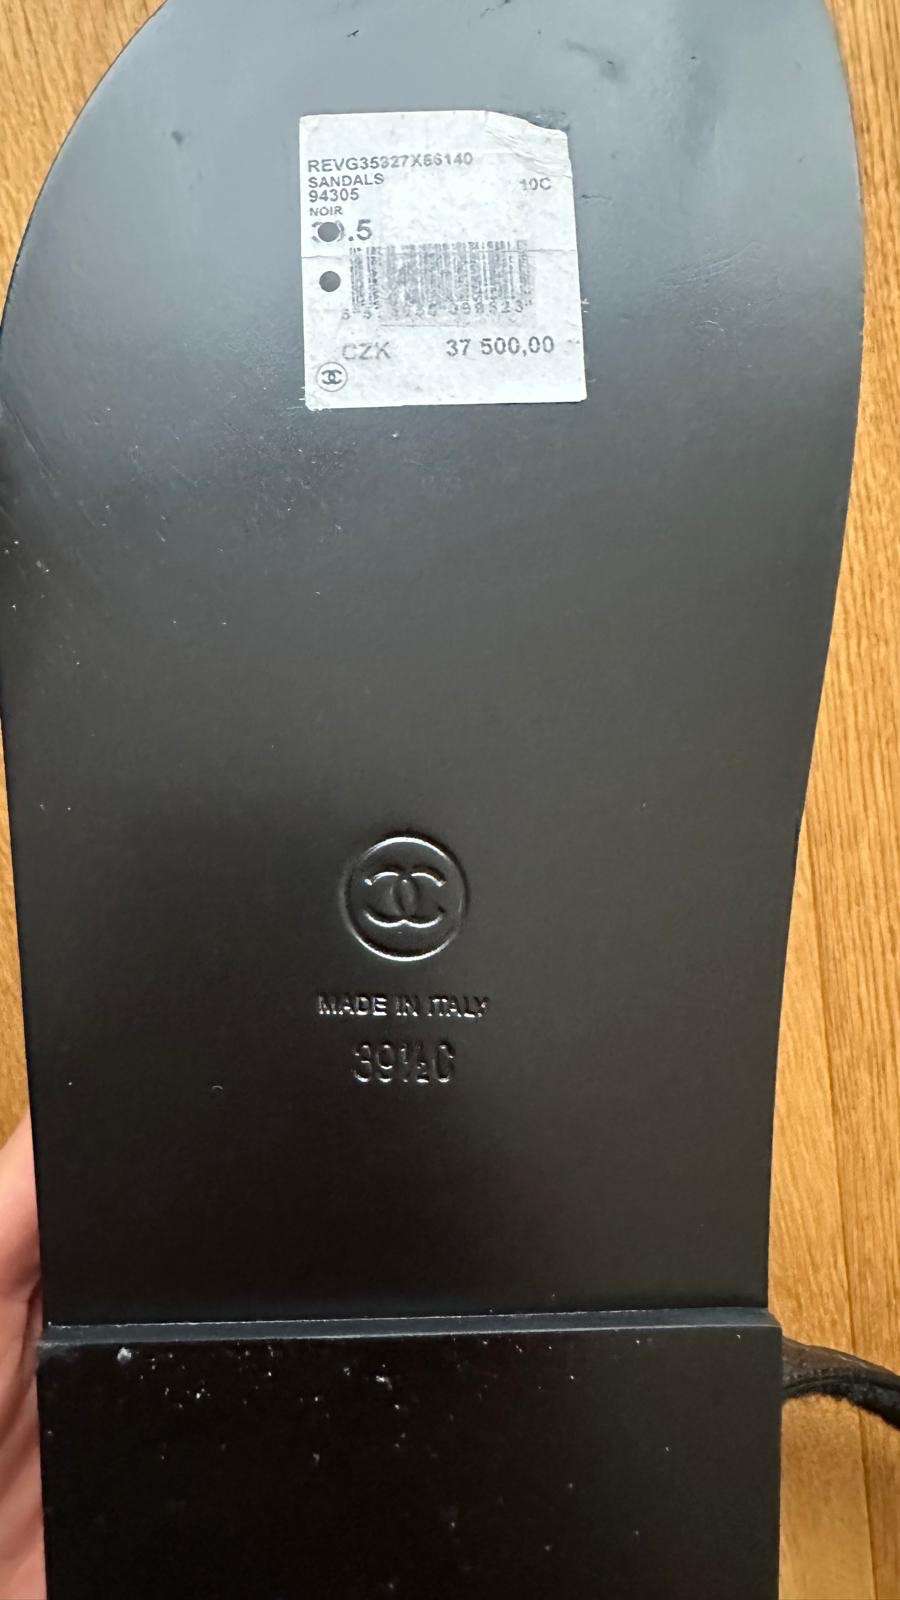 REVG35327X56140
SANDALS
10C
94305
NOIR
.5
CZK 37 500,00
MADE IN ITALY
39½C